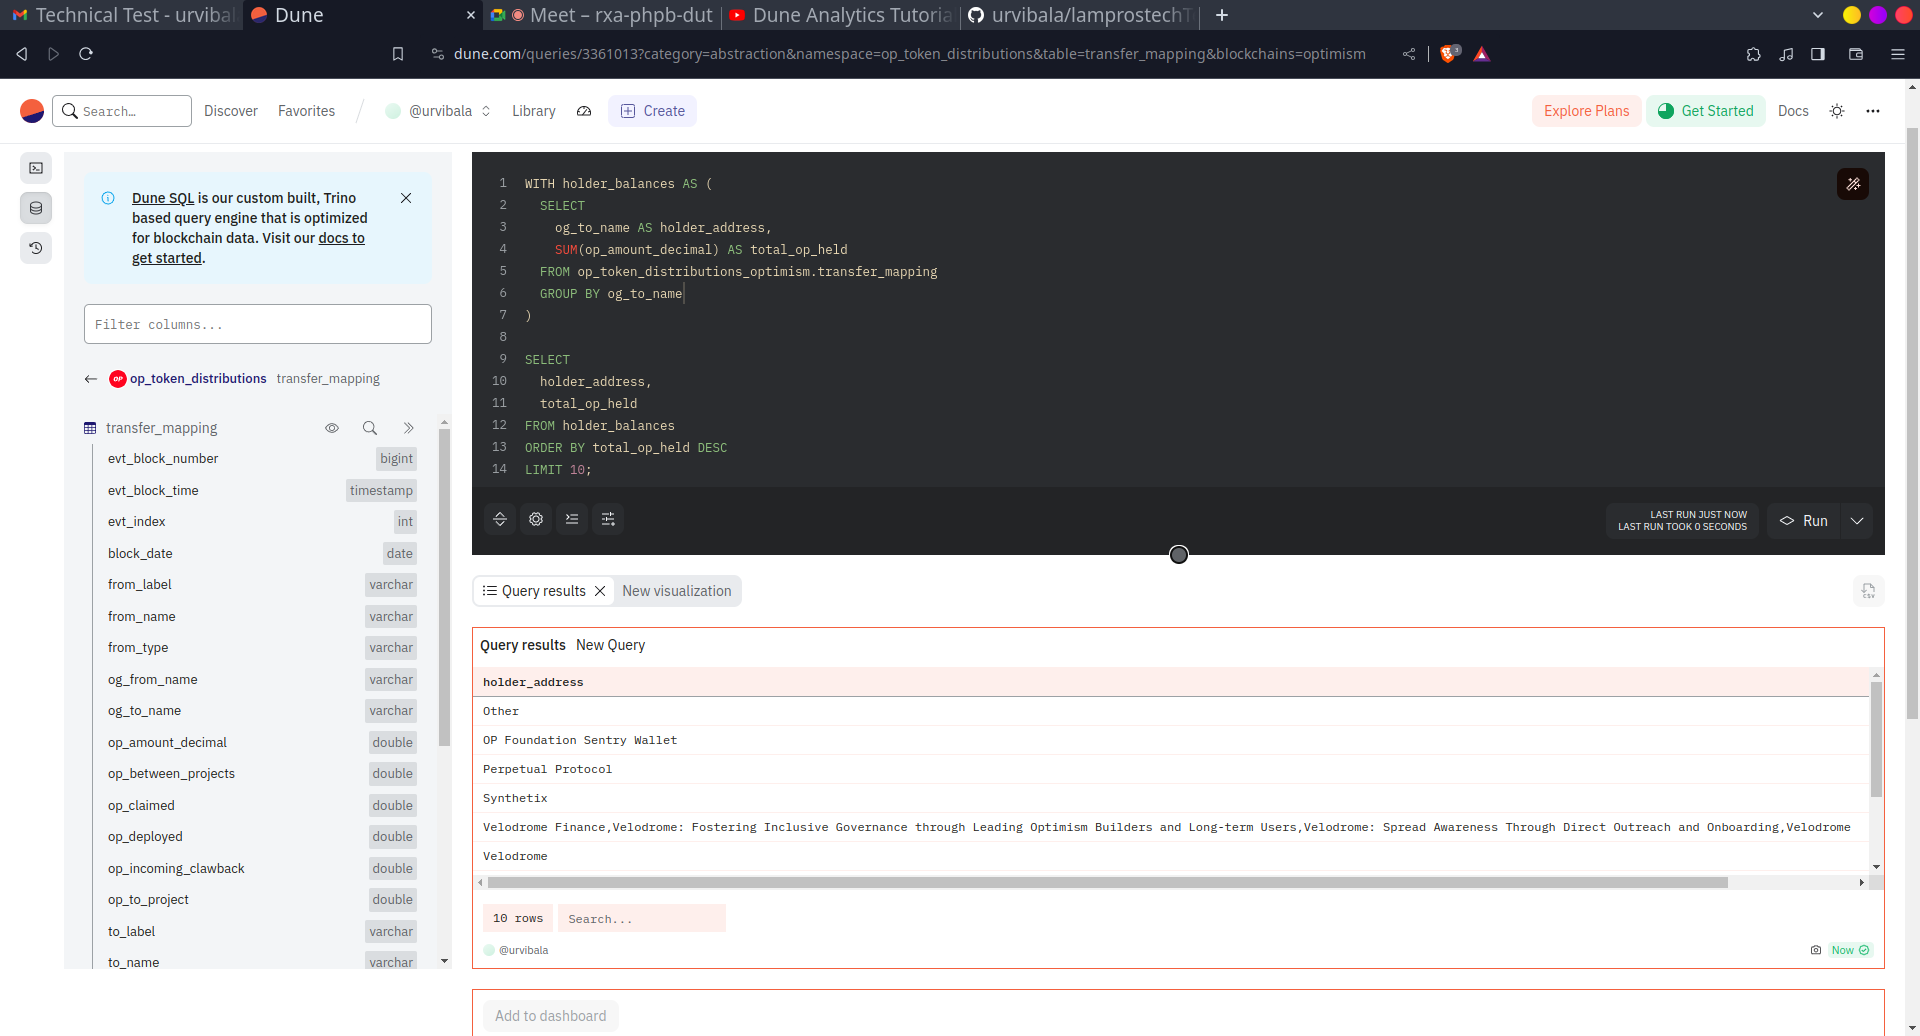 Technical Test - urvibal
Dune
Meet – rxa-phpb-dut
Dune Analytics Tutoria
urvibala/lamprostechT
dune.com/queries/3361013?category=abstraction&namespace=op_token_distributions&table=transfer_mapping&blockchains=optimism
3
Search...
Discover
Favorites
@urvibala
Library
Create
Explore Plans
Get Started
Docs
Dune SQL is our custom built, Trino
based query engine that is optimized
for blockchain data. Visit our docs to
get started.
Filter columns...
OP op_token_distributions transfer_mapping
transfer_mapping
evt_block_number bigint
evt_block_time timestamp
evt_index int
block_date date
from_label varchar
from_name varchar
from_type varchar
og_from_name varchar
og_to_name varchar
op_amount_decimal double
op_between_projects double
op_claimed double
op_deployed double
op_incoming_clawback double
op_to_project double
to_label varchar
to_name varchar
1 WITH holder_balances AS (
2 SELECT
3 og_to_name AS holder_address,
4 SUM(op_amount_decimal) AS total_op_held
5 FROM op_token_distributions_optimism.transfer_mapping
6 GROUP BY og_to_name
7 )
8
9 SELECT
10 holder_address,
11 total_op_held
12 FROM holder_balances
13 ORDER BY total_op_held DESC
14 LIMIT 10;
LAST RUN JUST NOW
LAST RUN TOOK 0 SECONDS
Run
Query results
New visualization
CSV
Query results New Query
holder_address
Other
OP Foundation Sentry Wallet
Perpetual Protocol
Synthetix
Velodrome Finance,Velodrome: Fostering Inclusive Governance through Leading Optimism Builders and Long-term Users,Velodrome: Spread Awareness Through Direct Outreach and Onboarding,Velodrome
Velodrome
10 rows
Search...
@urvibala
Now
Add to dashboard